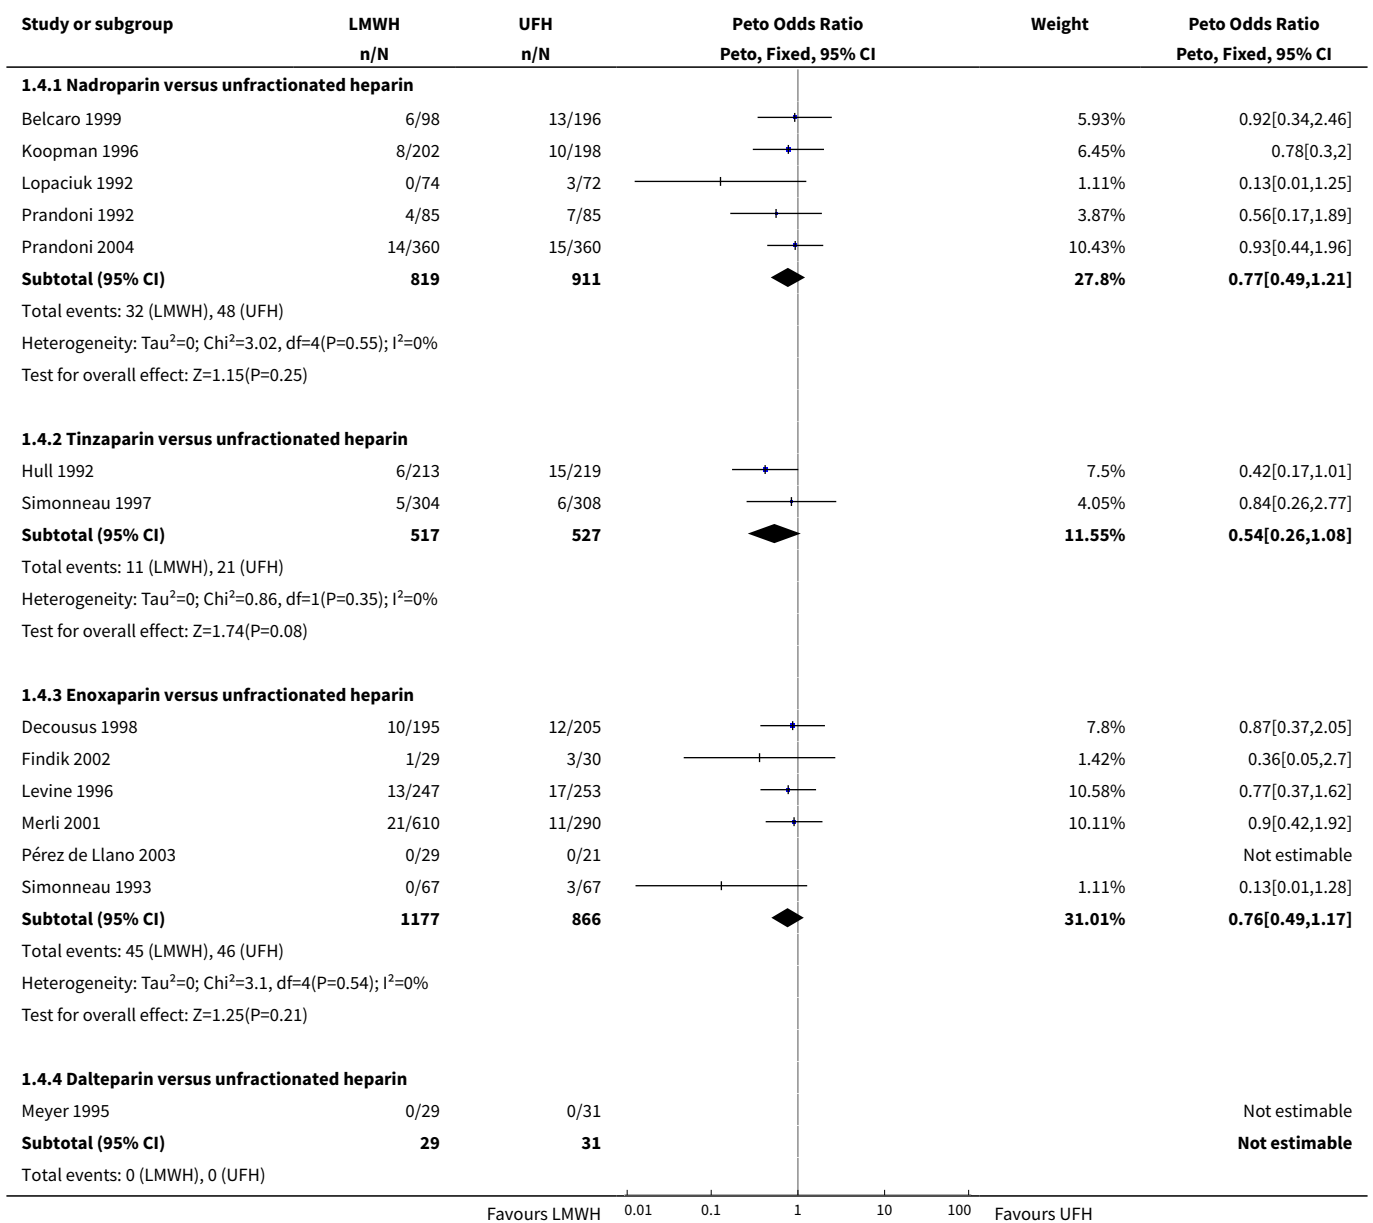 Study or subgroup LMWH UFH Peto Odds Ratio Weight Peto Odds Ratio
n/N n/N Peto, Fixed, 95% CI Peto, Fixed, 95% CI
1.4.1 Nadroparin versus unfractionated heparin
Belcaro 1999 6/98 13/196 5.93% 0.92[0.34,2.46]
Koopman 1996 8/202 10/198 6.45% 0.78[0.3,2]
Lopaciuk 1992 0/74 3/72 1.11% 0.13[0.01,1.25]
Prandoni 1992 4/85 7/85 3.87% 0.56[0.17,1.89]
Prandoni 2004 14/360 15/360 10.43% 0.93[0.44,1.96]
Subtotal (95% CI) 819 911 27.8% 0.77[0.49,1.21]
Total events: 32 (LMWH), 48 (UFH)
Heterogeneity: Tau²=0; Chi²=3.02, df=4(P=0.55); I²=0%
Test for overall effect: Z=1.15(P=0.25)
1.4.2 Tinzaparin versus unfractionated heparin
Hull 1992 6/213 15/219 7.5% 0.42[0.17,1.01]
Simonneau 1997 5/304 6/308 4.05% 0.84[0.26,2.77]
Subtotal (95% CI) 517 527 11.55% 0.54[0.26,1.08]
Total events: 11 (LMWH), 21 (UFH)
Heterogeneity: Tau²=0; Chi²=0.86, df=1(P=0.35); I²=0%
Test for overall effect: Z=1.74(P=0.08)
1.4.3 Enoxaparin versus unfractionated heparin
Decousus 1998 10/195 12/205 7.8% 0.87[0.37,2.05]
Findik 2002 1/29 3/30 1.42% 0.36[0.05,2.7]
Levine 1996 13/247 17/253 10.58% 0.77[0.37,1.62]
Merli 2001 21/610 11/290 10.11% 0.9[0.42,1.92]
Pérez de Llano 2003 0/29 0/21 Not estimable
Simonneau 1993 0/67 3/67 1.11% 0.13[0.01,1.28]
Subtotal (95% CI) 1177 866 31.01% 0.76[0.49,1.17]
Total events: 45 (LMWH), 46 (UFH)
Heterogeneity: Tau²=0; Chi²=3.1, df=4(P=0.54); I²=0%
Test for overall effect: Z=1.25(P=0.21)
1.4.4 Dalteparin versus unfractionated heparin
Meyer 1995 0/29 0/31 Not estimable
Subtotal (95% CI) 29 31 Not estimable
Total events: 0 (LMWH), 0 (UFH)
Favours LMWH 0.01 0.1 1 10 100 Favours UFH